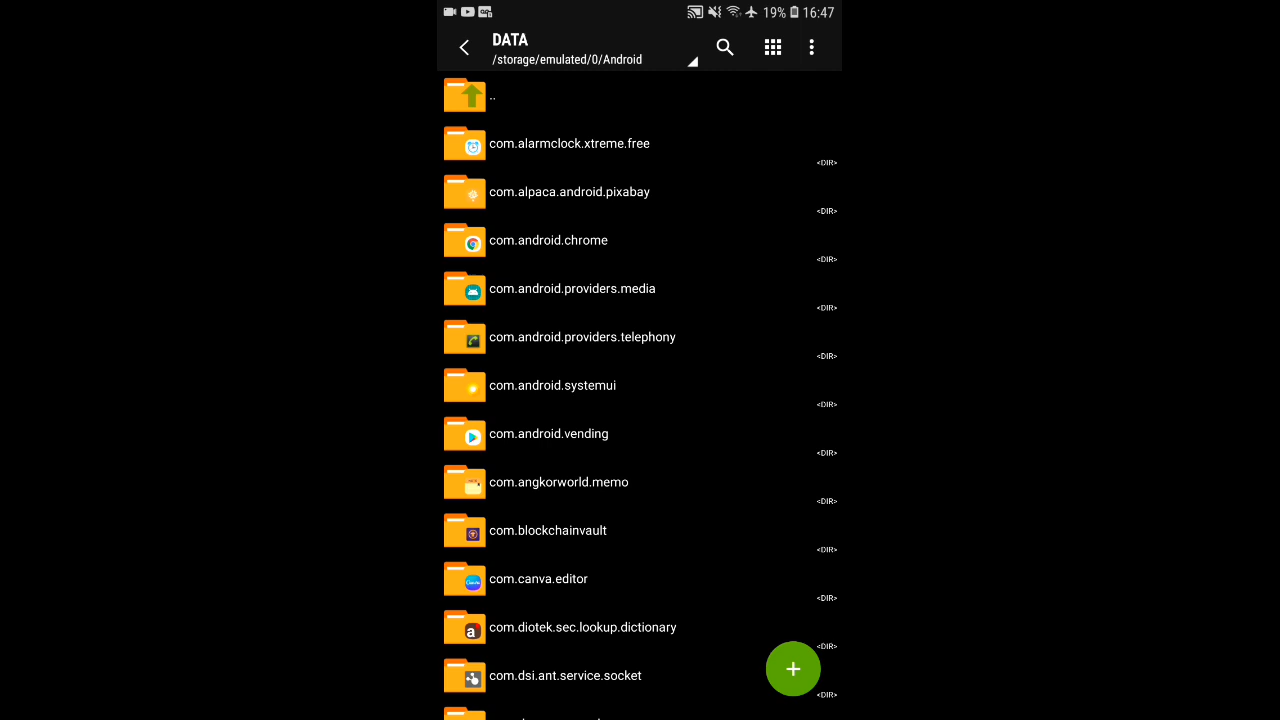 19% 16:47
DATA
/storage/emulated/0/Android
..
com.alarmclock.xtreme.free
<DIR>
com.alpaca.android.pixabay
<DIR>
com.android.chrome
<DIR>
com.android.providers.media
<DIR>
com.android.providers.telephony
<DIR>
com.android.systemui
<DIR>
com.android.vending
<DIR>
com.angkorworld.memo
<DIR>
com.blockchainvault
<DIR>
com.canva.editor
<DIR>
com.diotek.sec.lookup.dictionary
<DIR>
com.dsi.ant.service.socket
<DIR>